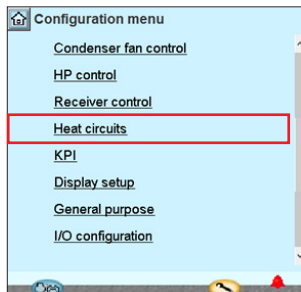 Configuration menu
Condenser fan control
HP control
Receiver control
Heat circuits
KPI
Display setup
General purpose
I/O configuration